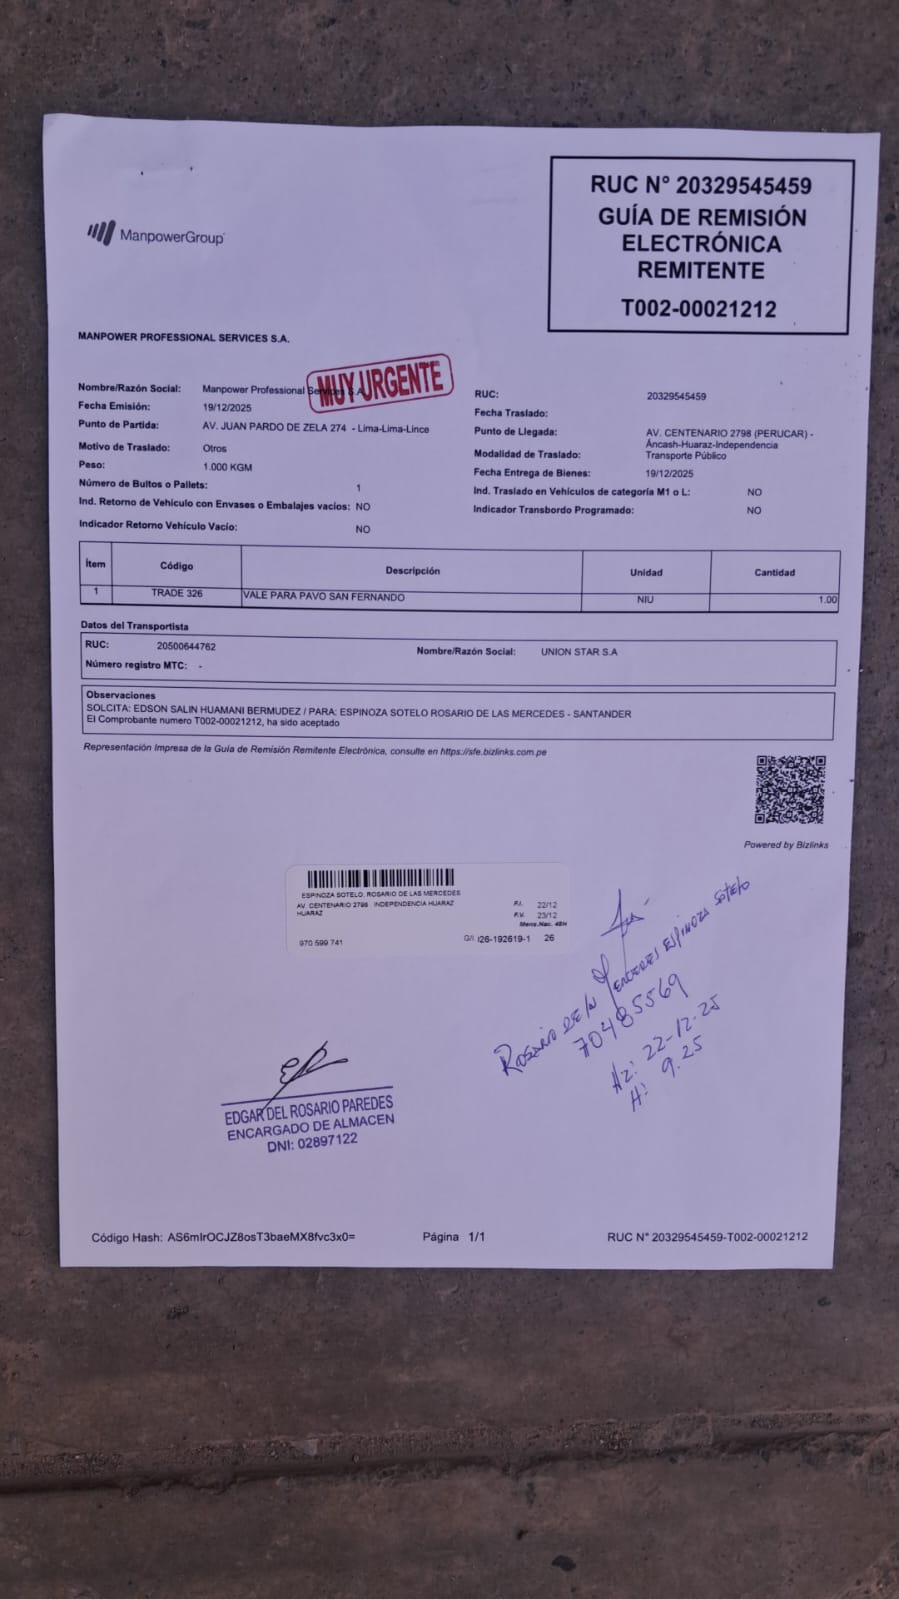 RUC N° 20329545459
GUÍA DE REMISIÓN
ELECTRÓNICA
REMITENTE
T002-00021212
ManpowerGroup
MANPOWER PROFESSIONAL SERVICES S.A.
MUY URGENTE
Nombre/Razón Social: Manpower Professional Services S.A.
Fecha Emisión: 19/12/2025
Punto de Partida: AV. JUAN PARDO DE ZELA 274 - Lima-Lima-Lince
Motivo de Traslado: Otros
Peso: 1.000 KGM
Número de Bultos o Pallets: 1
Ind. Retorno de Vehículo con Envases o Embalajes vacíos: NO
Indicador Retorno Vehículo Vacío: NO
RUC: 20329545459
Fecha Traslado:
Punto de Llegada: AV. CENTENARIO 2798 (PERUCAR) -
Áncash-Huaraz-Independencia
Modalidad de Traslado: Transporte Público
Fecha Entrega de Bienes: 19/12/2025
Ind. Traslado en Vehículos de categoría M1 o L: NO
Indicador Transbordo Programado: NO
Ítem Código Descripción Unidad Cantidad
1 TRADE 326 VALE PARA PAVO SAN FERNANDO NIU 1.00
Datos del Transportista
RUC: 20500644762 Nombre/Razón Social: UNION STAR S.A
Número registro MTC: -
Observaciones
SOLCITA: EDSON SALIN HUAMANI BERMUDEZ / PARA: ESPINOZA SOTELO ROSARIO DE LAS MERCEDES - SANTANDER
El Comprobante numero T002-00021212, ha sido aceptado
Representación Impresa de la Guía de Remisión Remitente Electrónica, consulte en https://sfe.bizlinks.com.pe
Powered by Bizlinks
ESPINOZA SOTELO, ROSARIO DE LAS MERCEDES
AV. CENTENARIO 2798 INDEPENDENCIA HUARAZ
HUARAZ
F.I. 22/12
F.V. 23/12
Mens.Nac. 48H
970 599 741 G/I I26-192619-1 26
Rosario DE la Mercedes Espinoza Sotelo
70485569
Hz: 22-12-25
H: 9.25
EDGAR DEL ROSARIO PAREDES
ENCARGADO DE ALMACEN
DNI: 02897122
Código Hash: AS6mIrOCJZ8osT3baeMX8fvc3x0= Página 1/1 RUC N° 20329545459-T002-00021212